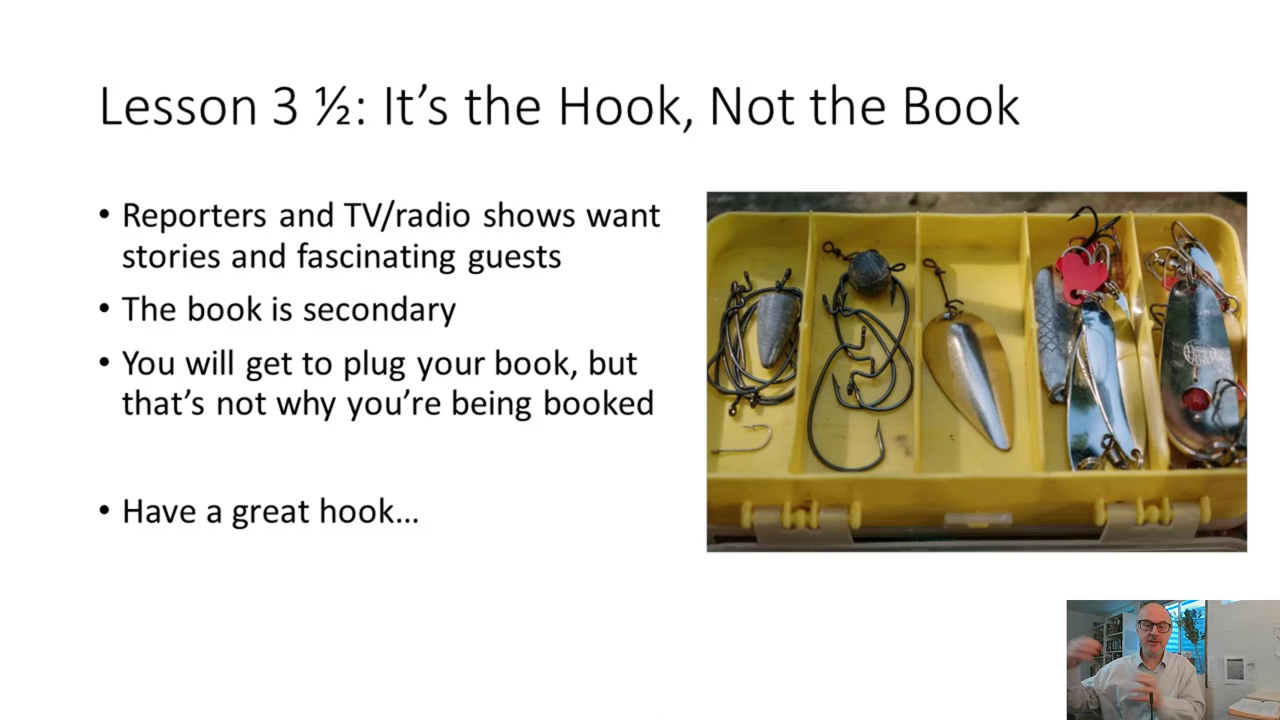 Lesson 3 ½: It’s the Hook, Not the Book
• Reporters and TV/radio shows want
stories and fascinating guests
• The book is secondary
• You will get to plug your book, but
that’s not why you’re being booked
• Have a great hook…